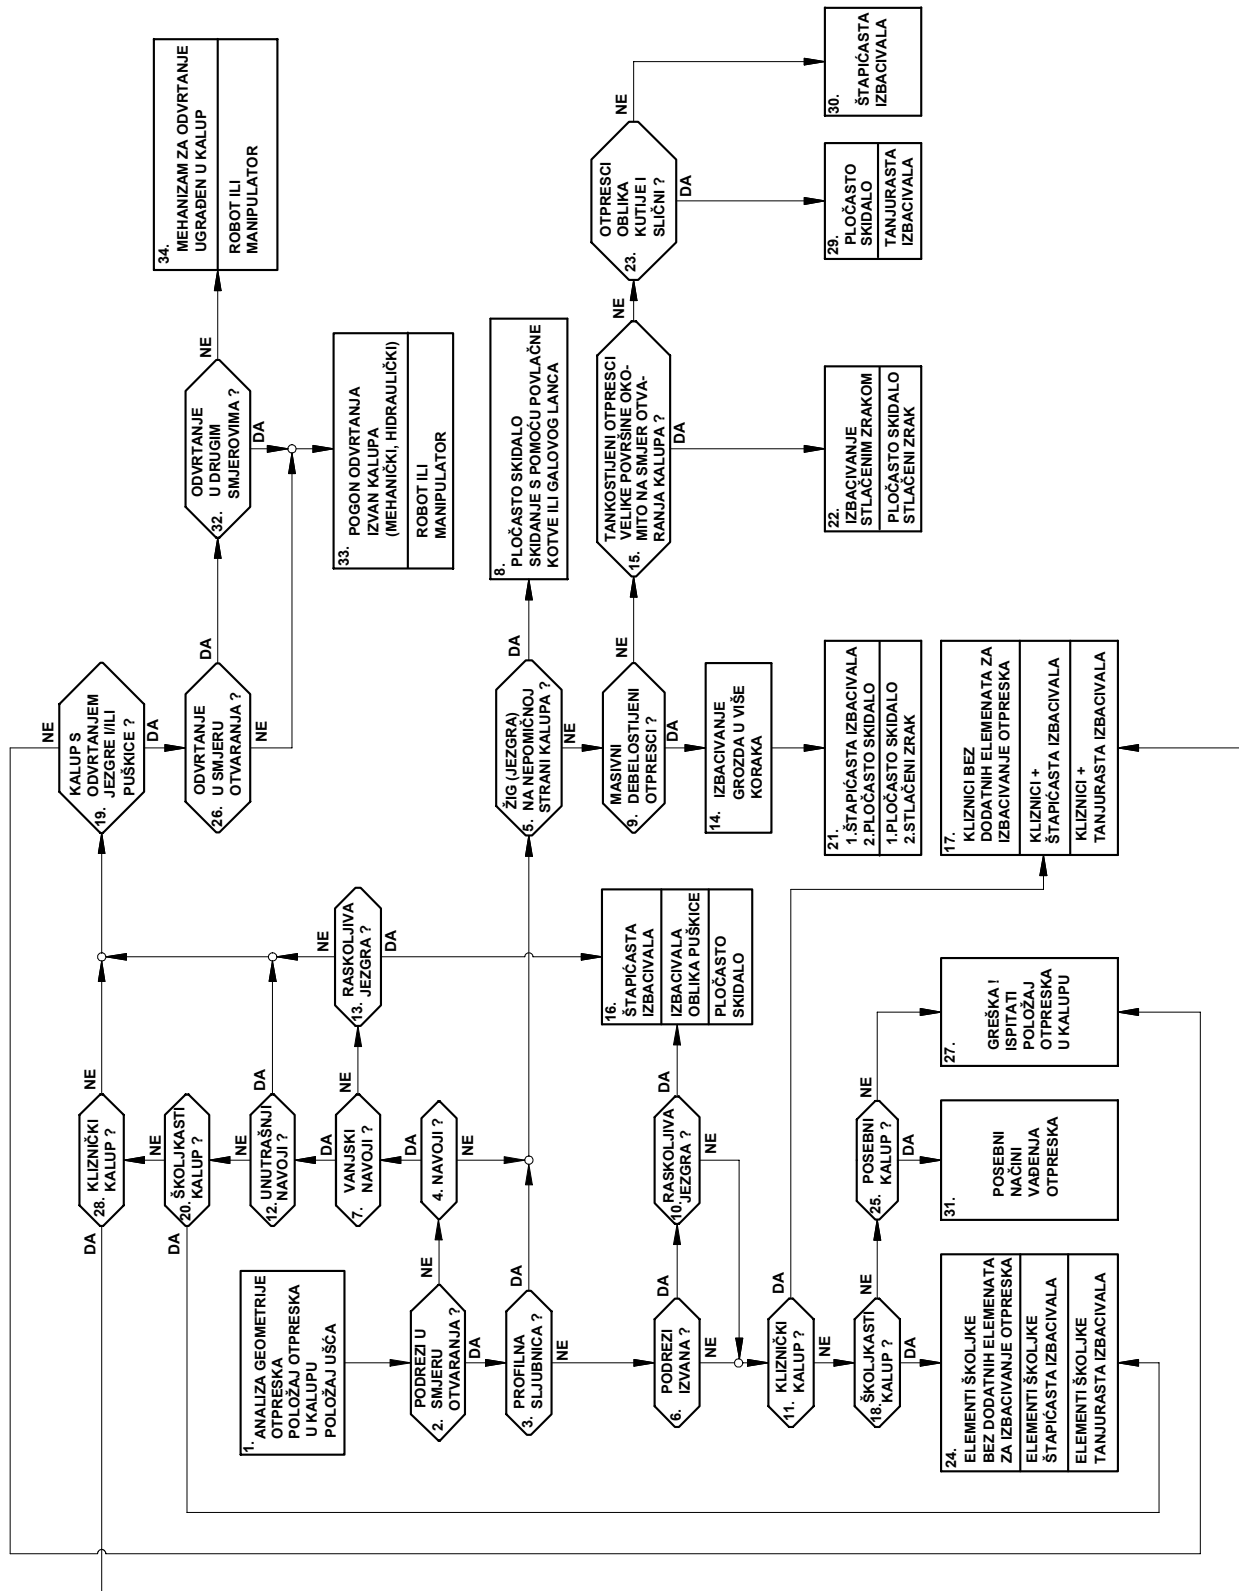 1.
ANALIZA GEOMETRIJE
OTPRESKA
POLOŽAJ OTPRESKA
U KALUPU
POLOŽAJ UŠĆA
2.
PODREZI U
SMJERU
OTVARANJA ?
DA
NE
3.
PROFILNA
SLJUBNICA ?
DA
NE
4. NAVOJI ?
DA
NE
5.
ŽIG (JEZGRA)
NA NEPOMIČNOJ
STRANI KALUPA ?
DA
NE
6.
PODREZI
IZVANA ?
DA
NE
7.
VANJSKI
NAVOJI ?
DA
NE
8.
PLOČASTO SKIDALO
SKIDANJE S POMOĆU POVLAČNE
KOTVE ILI GALOVOG LANCA
9.
MASIVNI
DEBELOSTIJENI
OTPRESCI ?
DA
NE
10.
RASKOLJIVA
JEZGRA ?
DA
NE
11.
KLIZNIČKI
KALUP ?
DA
NE
12.
UNUTRAŠNJI
NAVOJI ?
DA
NE
13.
RASKOLJIVA
JEZGRA ?
NE
DA
14.
IZBACIVANJE
GROZDA U VIŠE
KORAKA
15.
TANKOSTIJENI OTPRESCI
VELIKE POVRŠINE OKO-
MITO NA SMJER OTVA-
RANJA KALUPA ?
NE
DA
16.
ŠTAPIĆASTA
IZBACIVALA
IZBACIVALA
OBLIKA PUŠKICE
PLOČASTO
SKIDALO
17.
KLIZNICI BEZ
DODATNIH ELEMENATA ZA
IZBACIVANJE OTPRESKA
KLIZNICI +
ŠTAPIĆASTA IZBACIVALA
KLIZNICI +
TANJURASTA IZBACIVALA
18.
ŠKOLJKASTI
KALUP ?
DA
NE
19.
KALUP S
ODVRTANJEM
JEZGRE I/ILI
PUŠKICE ?
NE
DA
20.
ŠKOLJKASTI
KALUP ?
DA
NE
21.
1.ŠTAPIĆASTA IZBACIVALA
2.PLOČASTO SKIDALO
1.PLOČASTO SKIDALO
2.STLAČENI ZRAK
22.
IZBACIVANJE
STLAČENIM ZRAKOM
PLOČASTO SKIDALO
STLAČENI ZRAK
23.
OTPRESCI
OBLIKA
KUTIJE I
SLIČNI ?
NE
DA
24.
ELEMENTI ŠKOLJKE
BEZ DODATNIH ELEMENATA
ZA IZBACIVANJE OTPRESKA
ELEMENTI ŠKOLJKE
ŠTAPIĆASTA IZBACIVALA
ELEMENTI ŠKOLJKE
TANJURASTA IZBACIVALA
25.
POSEBNI
KALUP ?
DA
NE
26.
ODVRTANJE
U SMJERU
OTVARANJA ?
DA
NE
27.
GREŠKA !
ISPITATI
POLOŽAJ
OTPRESKA
U KALUPU
28.
KLIZNIČKI
KALUP ?
DA
NE
29.
PLOČASTO
SKIDALO
TANJURASTA
IZBACIVALA
30.
ŠTAPIĆASTA
IZBACIVALA
31.
POSEBNI
NAČINI
VAĐENJA
OTPRESKA
32.
ODVRTANJE
U DRUGIM
SMJEROVIMA ?
NE
DA
33.
POGON ODVRTANJA
IZVAN KALUPA
(MEHANIČKI, HIDRAULIČKI)
ROBOT ILI
MANIPULATOR
34.
MEHANIZAM ZA ODVRTANJE
UGRAĐEN U KALUP
ROBOT ILI
MANIPULATOR